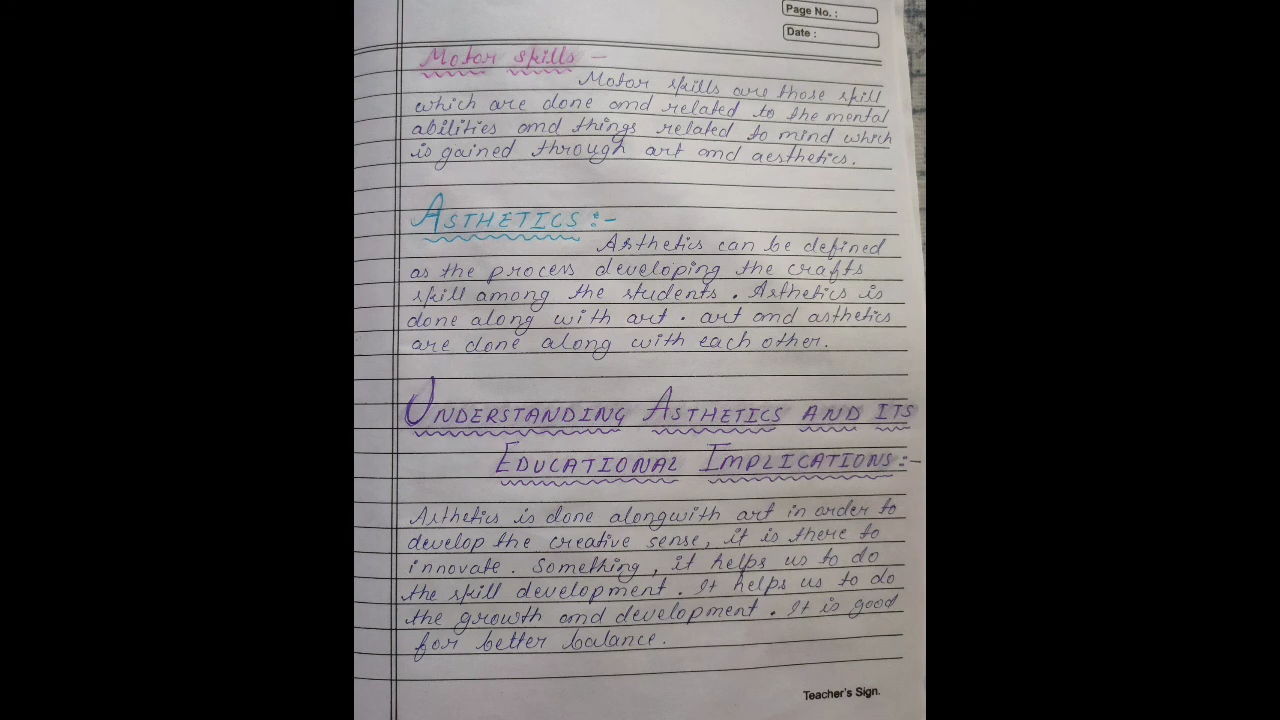 Page No. :
Date :
Motor skills -
Motor skills are those skill
which are done and related to the mental
abilities and things related to mind which
is gained through art and aesthetics.
ASTHETICS :-
Asthetics can be defined
as the process developing the crafts
skill among the students. Asthetics is
done along with art. art and asthetics
are done along with each other.
UNDERSTANDING ASTHETICS AND ITS
EDUCATIONAL IMPLICATIONS :-
Asthetics is done alongwith art in order to
develop the creative sense, it is there to
innovate. Something, it helps us to do
the skill development. It helps us to do
the growth and development. It is good
for better balance.
Teacher's Sign.